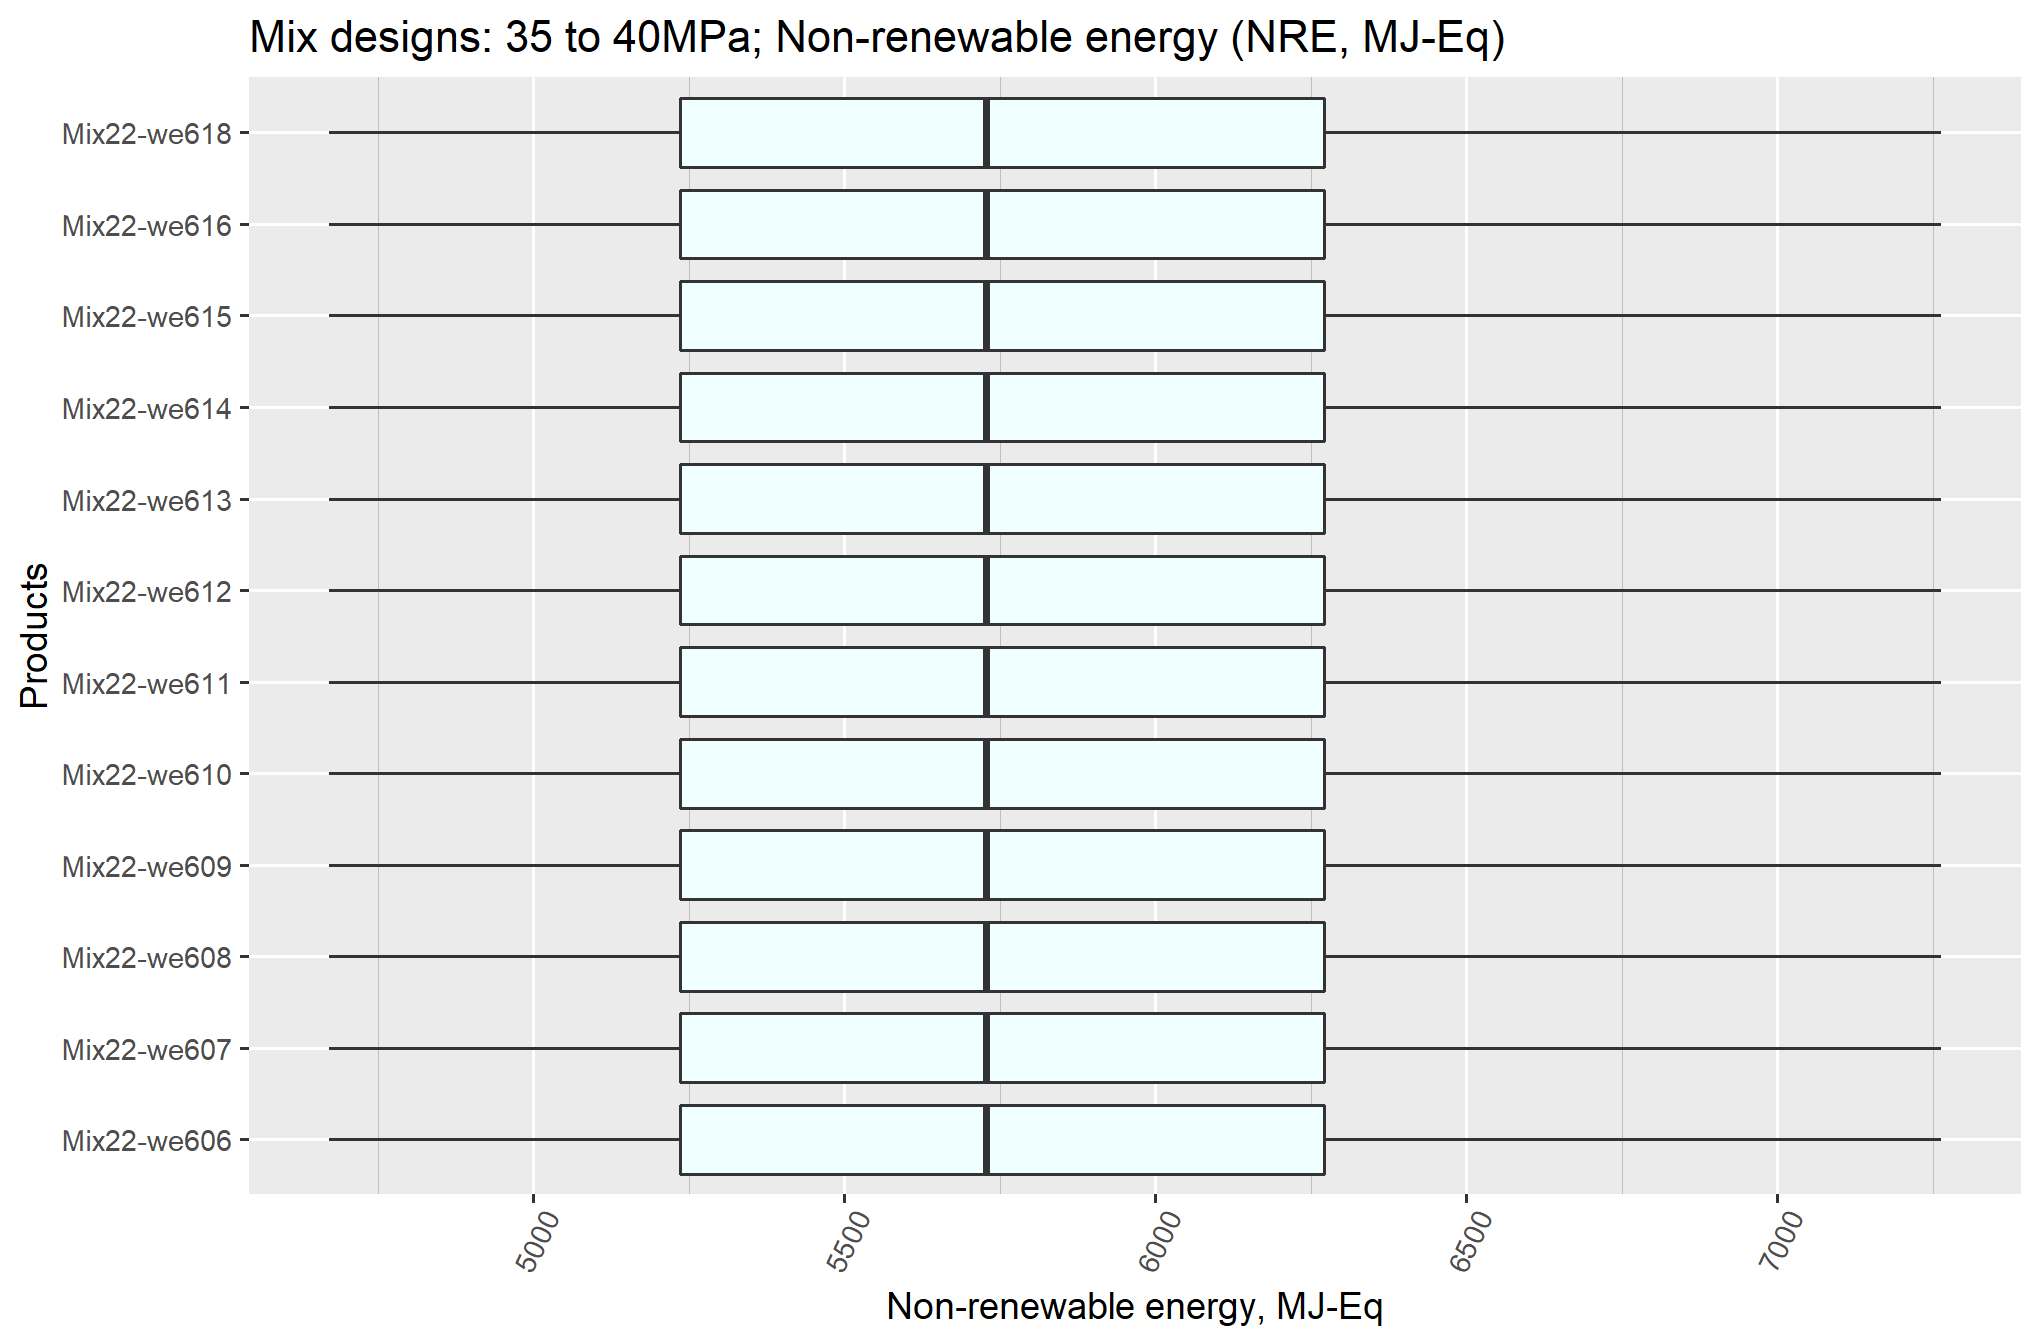 Mix designs: 35 to 40MPa; Non-renewable energy (NRE, MJ-Eq)
Products
Mix22-we618
Mix22-we616
Mix22-we615
Mix22-we614
Mix22-we613
Mix22-we612
Mix22-we611
Mix22-we610
Mix22-we609
Mix22-we608
Mix22-we607
Mix22-we606
5000 5500 6000 6500 7000
Non-renewable energy, MJ-Eq